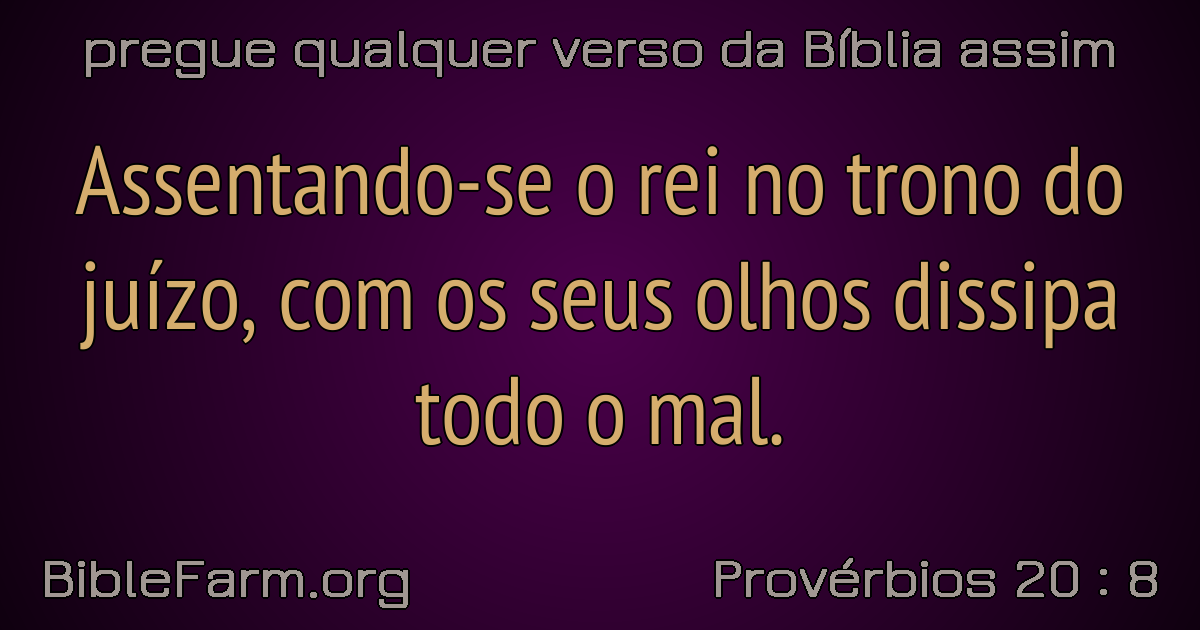 pregue qualquer verso da Bíblia assim
Assentando-se o rei no trono do
juízo, com os seus olhos dissipa
todo o mal.
BibleFarm.org
Provérbios 20 : 8